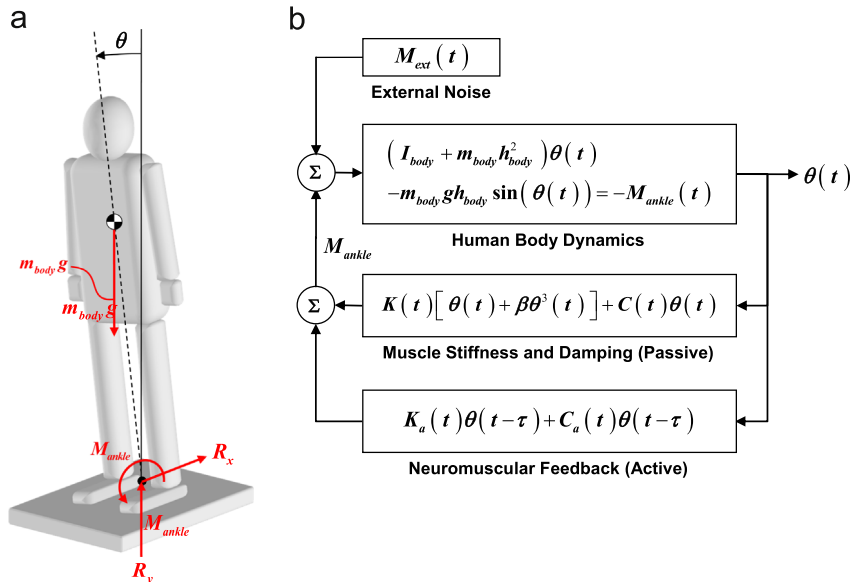 a
θ
m_body g
m_body g
M_ankle
R_x
M_ankle
R_y
b
M_ext(t)
External Noise
Σ
(I_body + m_body h²_body)θ(t)
−m_body g h_body sin(θ(t)) = −M_ankle(t)
θ(t)
Human Body Dynamics
M_ankle
Σ
K(t)[θ(t) + βθ³(t)] + C(t)θ(t)
Muscle Stiffness and Damping (Passive)
K_a(t)θ(t−τ) + C_a(t)θ(t−τ)
Neuromuscular Feedback (Active)